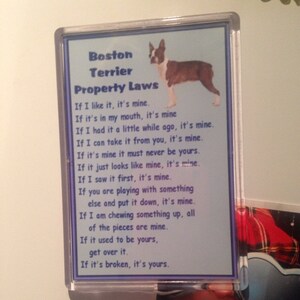 Boston
Terrier
Property Laws
If I like it, it's mine.
If it's in my mouth, it's mine.
If I had it a little while ago, it's mine.
If I can take it from you, it's mine.
If it's mine it must never be yours.
If it just looks like mine, it's mine.
If I saw it first, it's mine.
If you are playing with something
else and put it down, it's mine.
If I am chewing something up, all
of the pieces are mine.
If it used to be yours,
get over it.
If it's broken, it's yours.